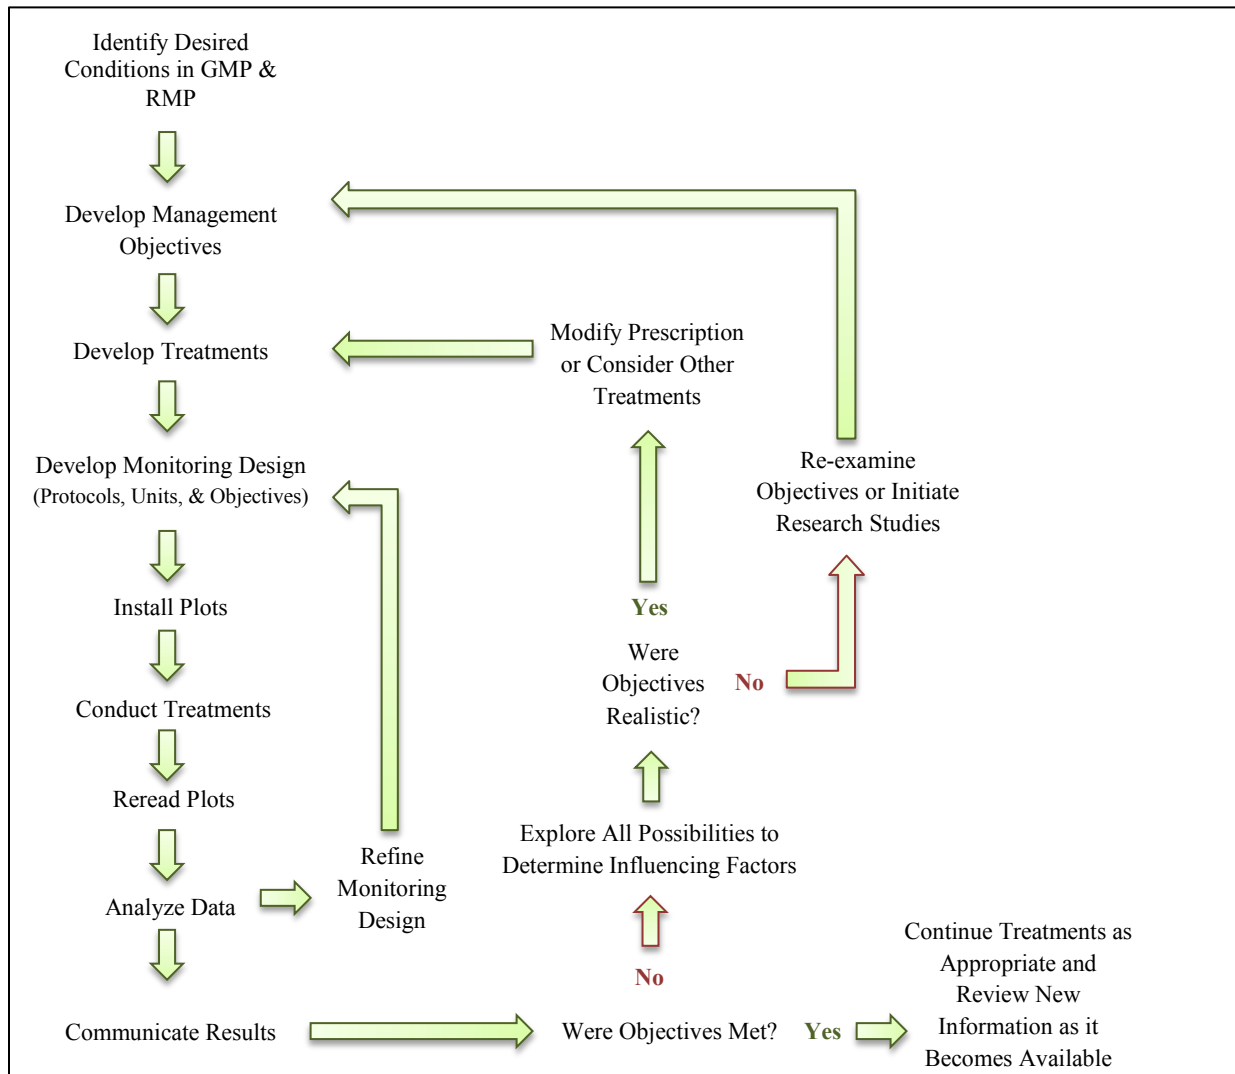 Identify Desired
Conditions in GMP &
RMP
Develop Management
Objectives
Develop Treatments
Develop Monitoring Design
(Protocols, Units, & Objectives)
Install Plots
Conduct Treatments
Reread Plots
Analyze Data
Communicate Results
Refine
Monitoring
Design
Modify Prescription
or Consider Other
Treatments
Yes
Were
Objectives
Realistic?
No
Re-examine
Objectives or Initiate
Research Studies
Explore All Possibilities to
Determine Influencing Factors
No
Were Objectives Met?
Yes
Continue Treatments as
Appropriate and
Review New
Information as it
Becomes Available